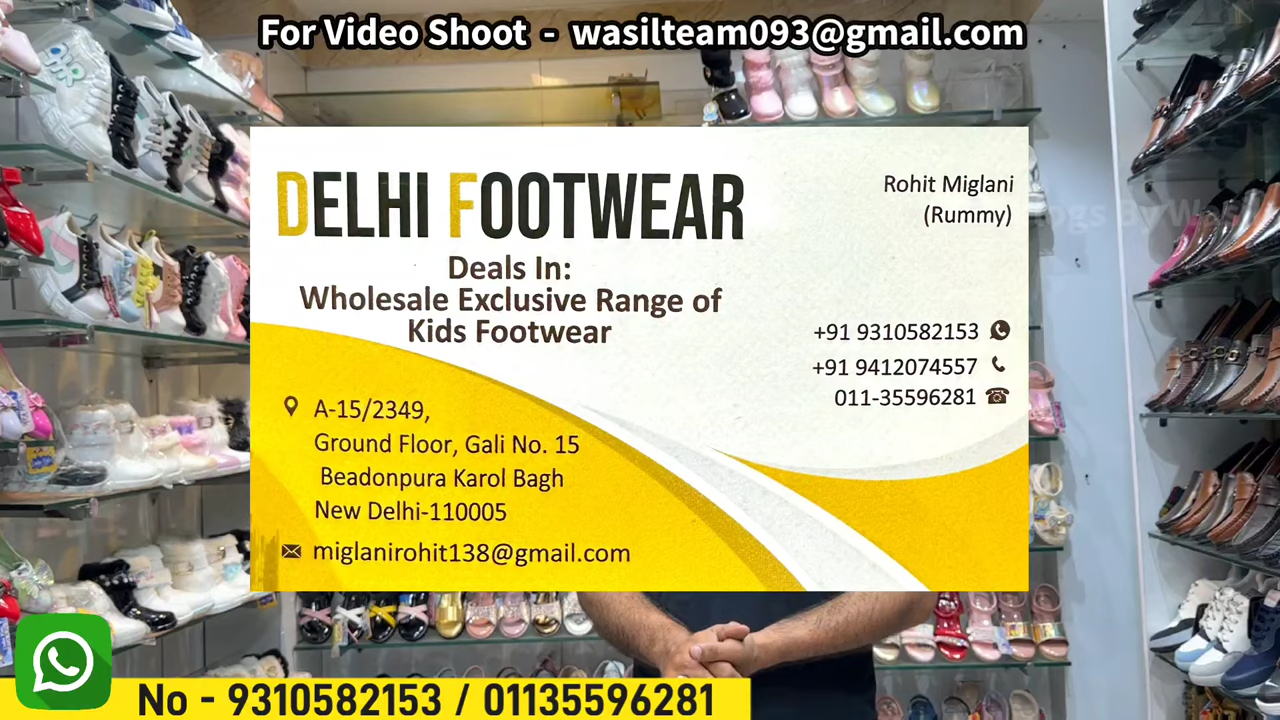 For Video Shoot - wasilteam093@gmail.com
DELHI FOOTWEAR
Deals In:
Wholesale Exclusive Range of
Kids Footwear
Rohit Miglani
(Rummy)
+91 9310582153
+91 9412074557
011-35596281
A-15/2349,
Ground Floor, Gali No. 15
Beadonpura Karol Bagh
New Delhi-110005
miglanirohit138@gmail.com
No - 9310582153 / 01135596281